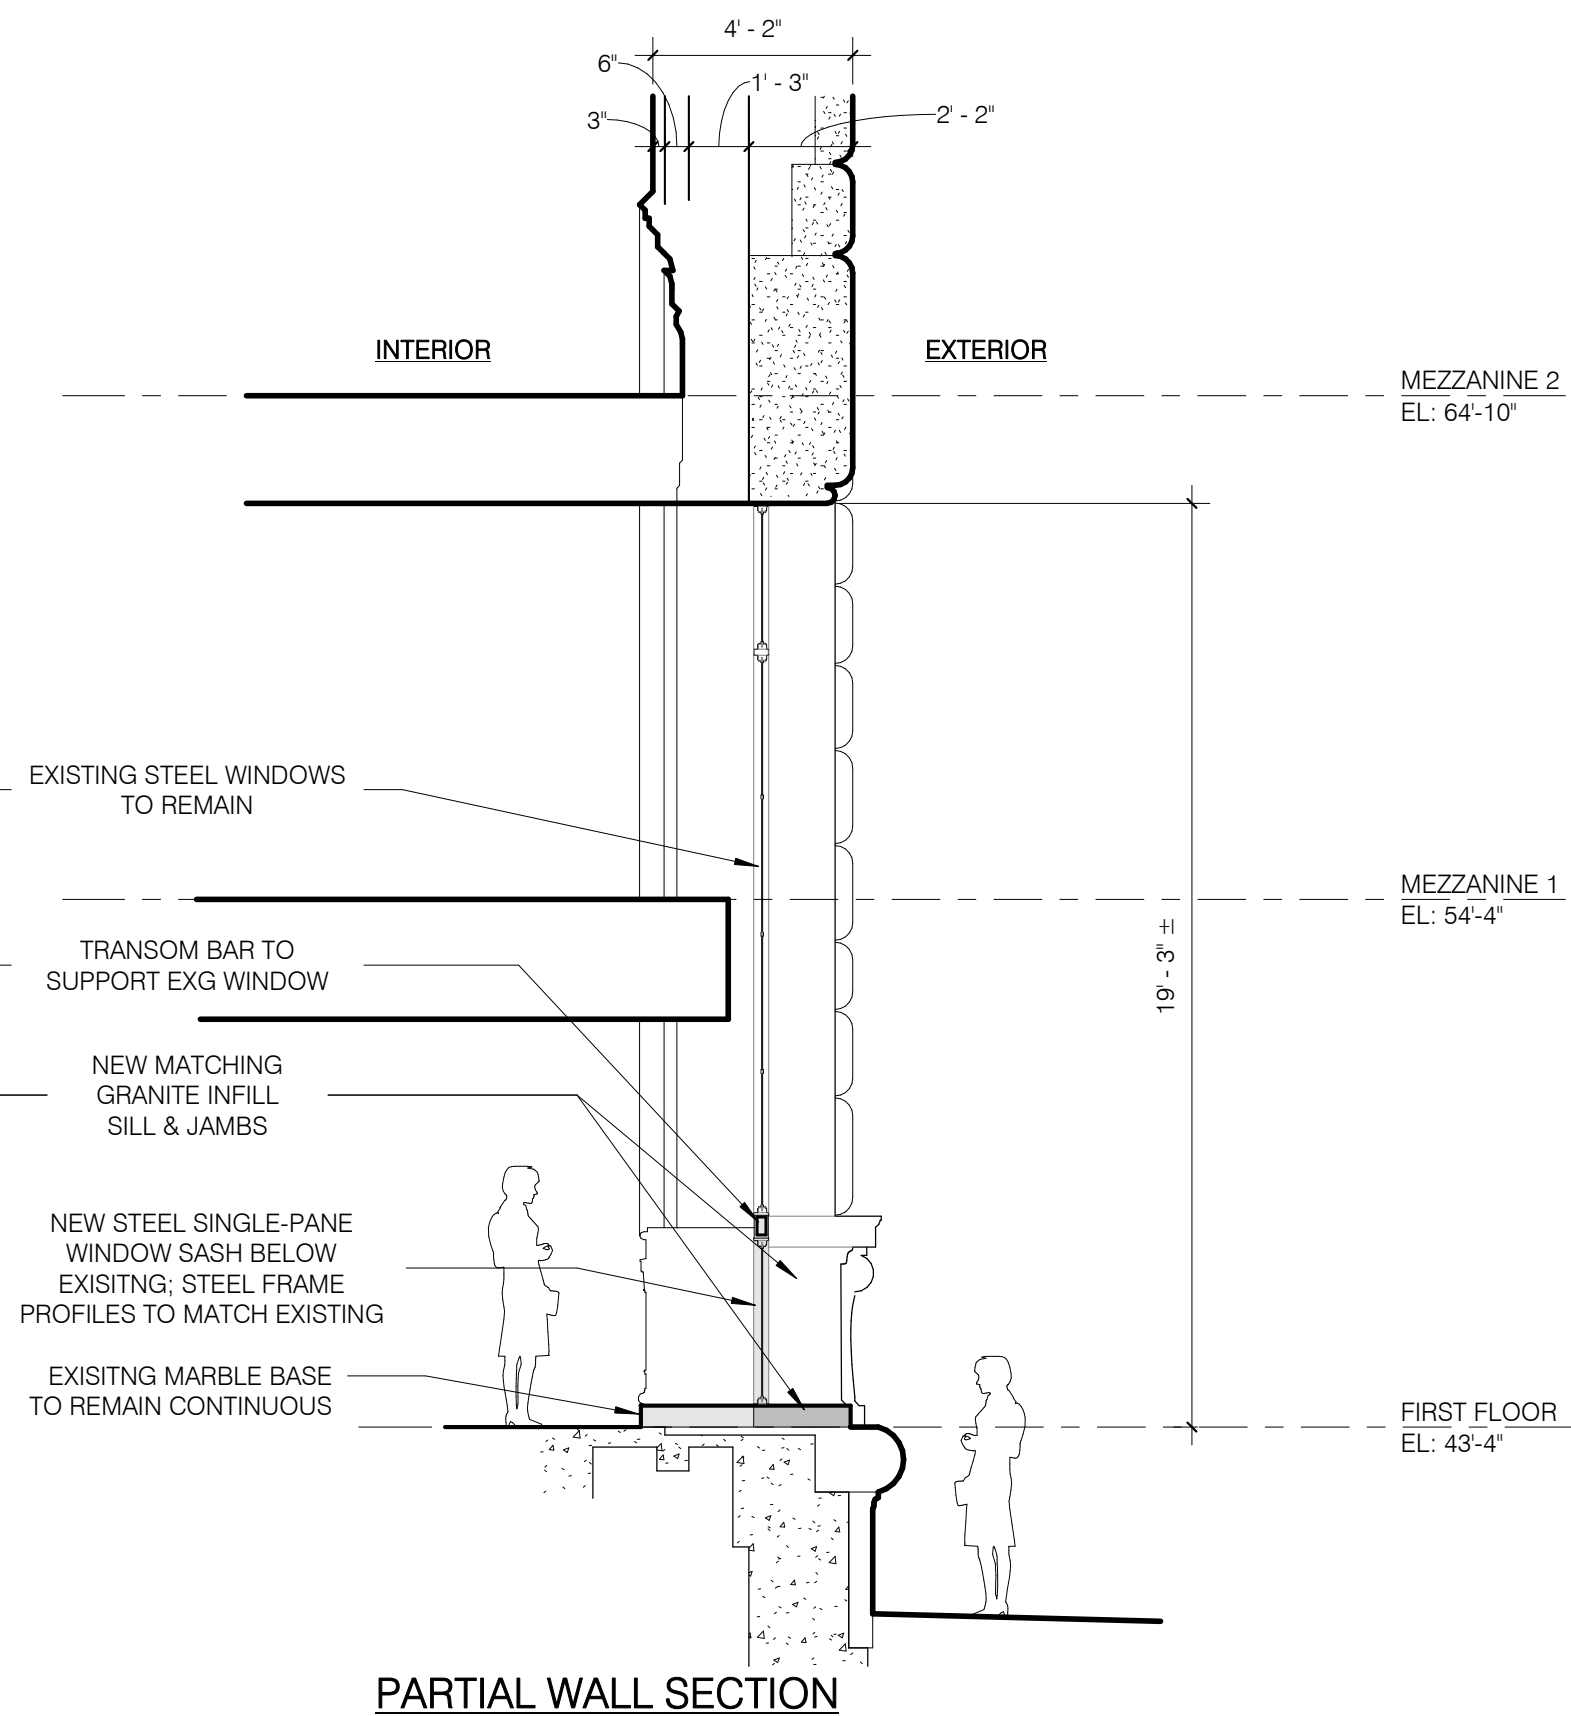 4' - 2"
6"
1' - 3"
3"
2' - 2"
INTERIOR
EXTERIOR
MEZZANINE 2
EL: 64'-10"
EXISTING STEEL WINDOWS
TO REMAIN
MEZZANINE 1
EL: 54'-4"
19' - 3" ±
TRANSOM BAR TO
SUPPORT EXG WINDOW
NEW MATCHING
GRANITE INFILL
SILL & JAMBS
NEW STEEL SINGLE-PANE
WINDOW SASH BELOW
EXISITNG; STEEL FRAME
PROFILES TO MATCH EXISTING
EXISITNG MARBLE BASE
TO REMAIN CONTINUOUS
FIRST FLOOR
EL: 43'-4"
PARTIAL WALL SECTION